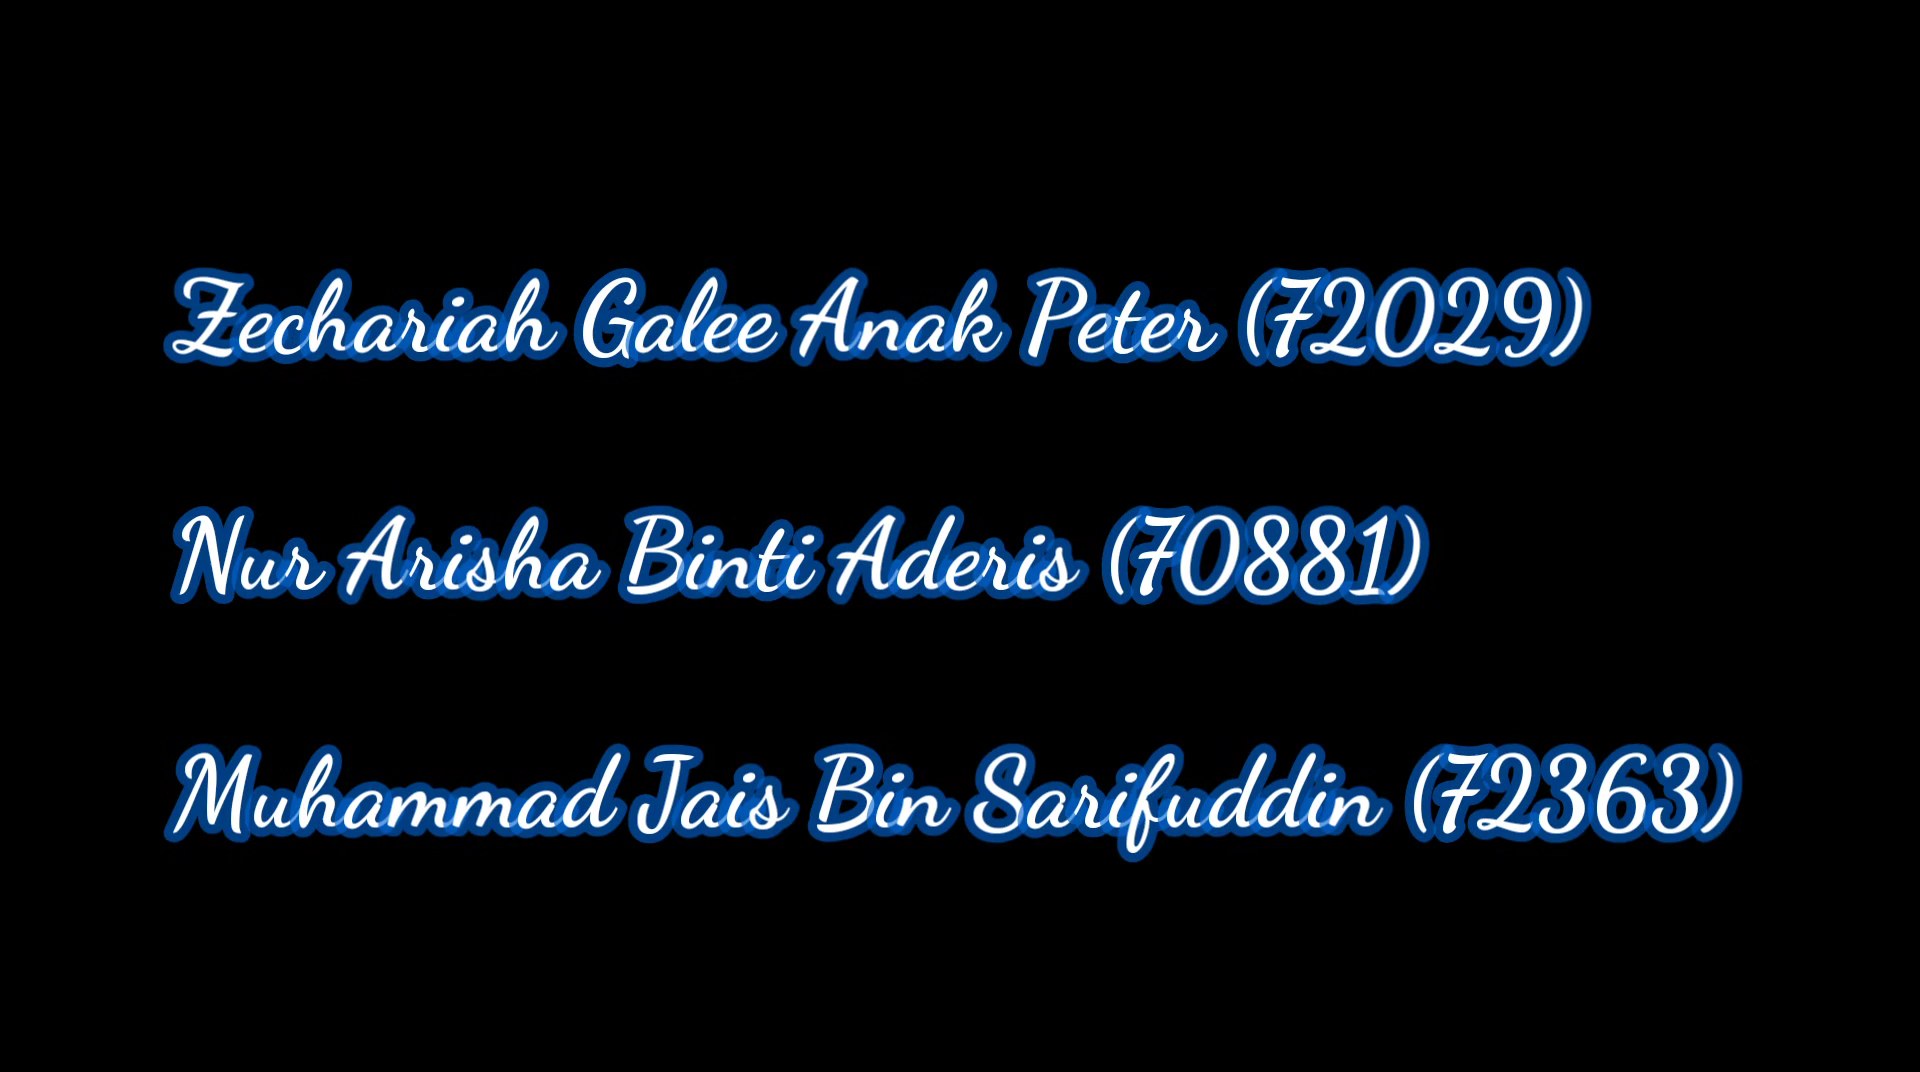 Zechariah Galee Anak Peter (72029)
Nur Arisha Binti Aderis (70881)
Muhammad Jais Bin Sarifuddin (72363)